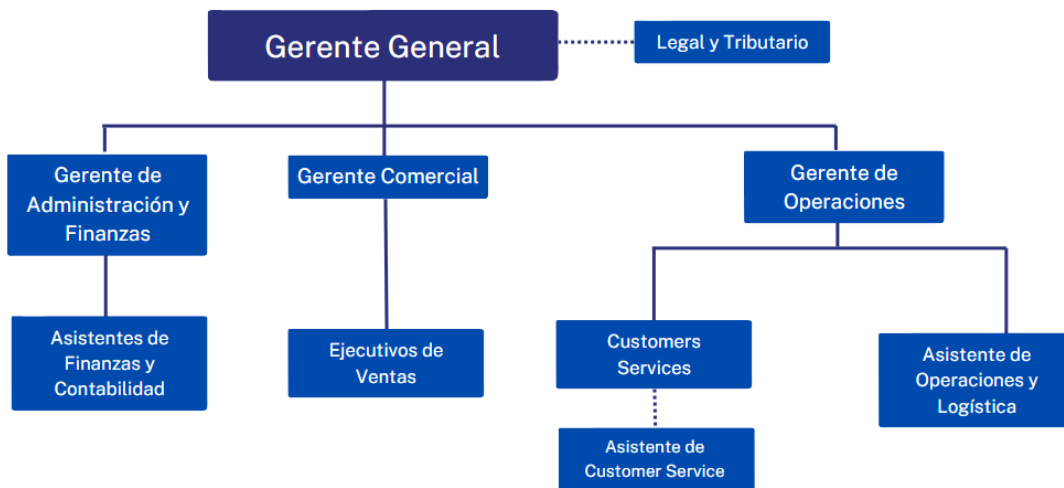 Gerente General
Legal y Tributario
Gerente de
Administración y
Finanzas
Gerente Comercial
Gerente de
Operaciones
Asistentes de
Finanzas y
Contabilidad
Ejecutivos de
Ventas
Customers
Services
Asistente de
Operaciones y
Logística
Asistente de
Customer Service